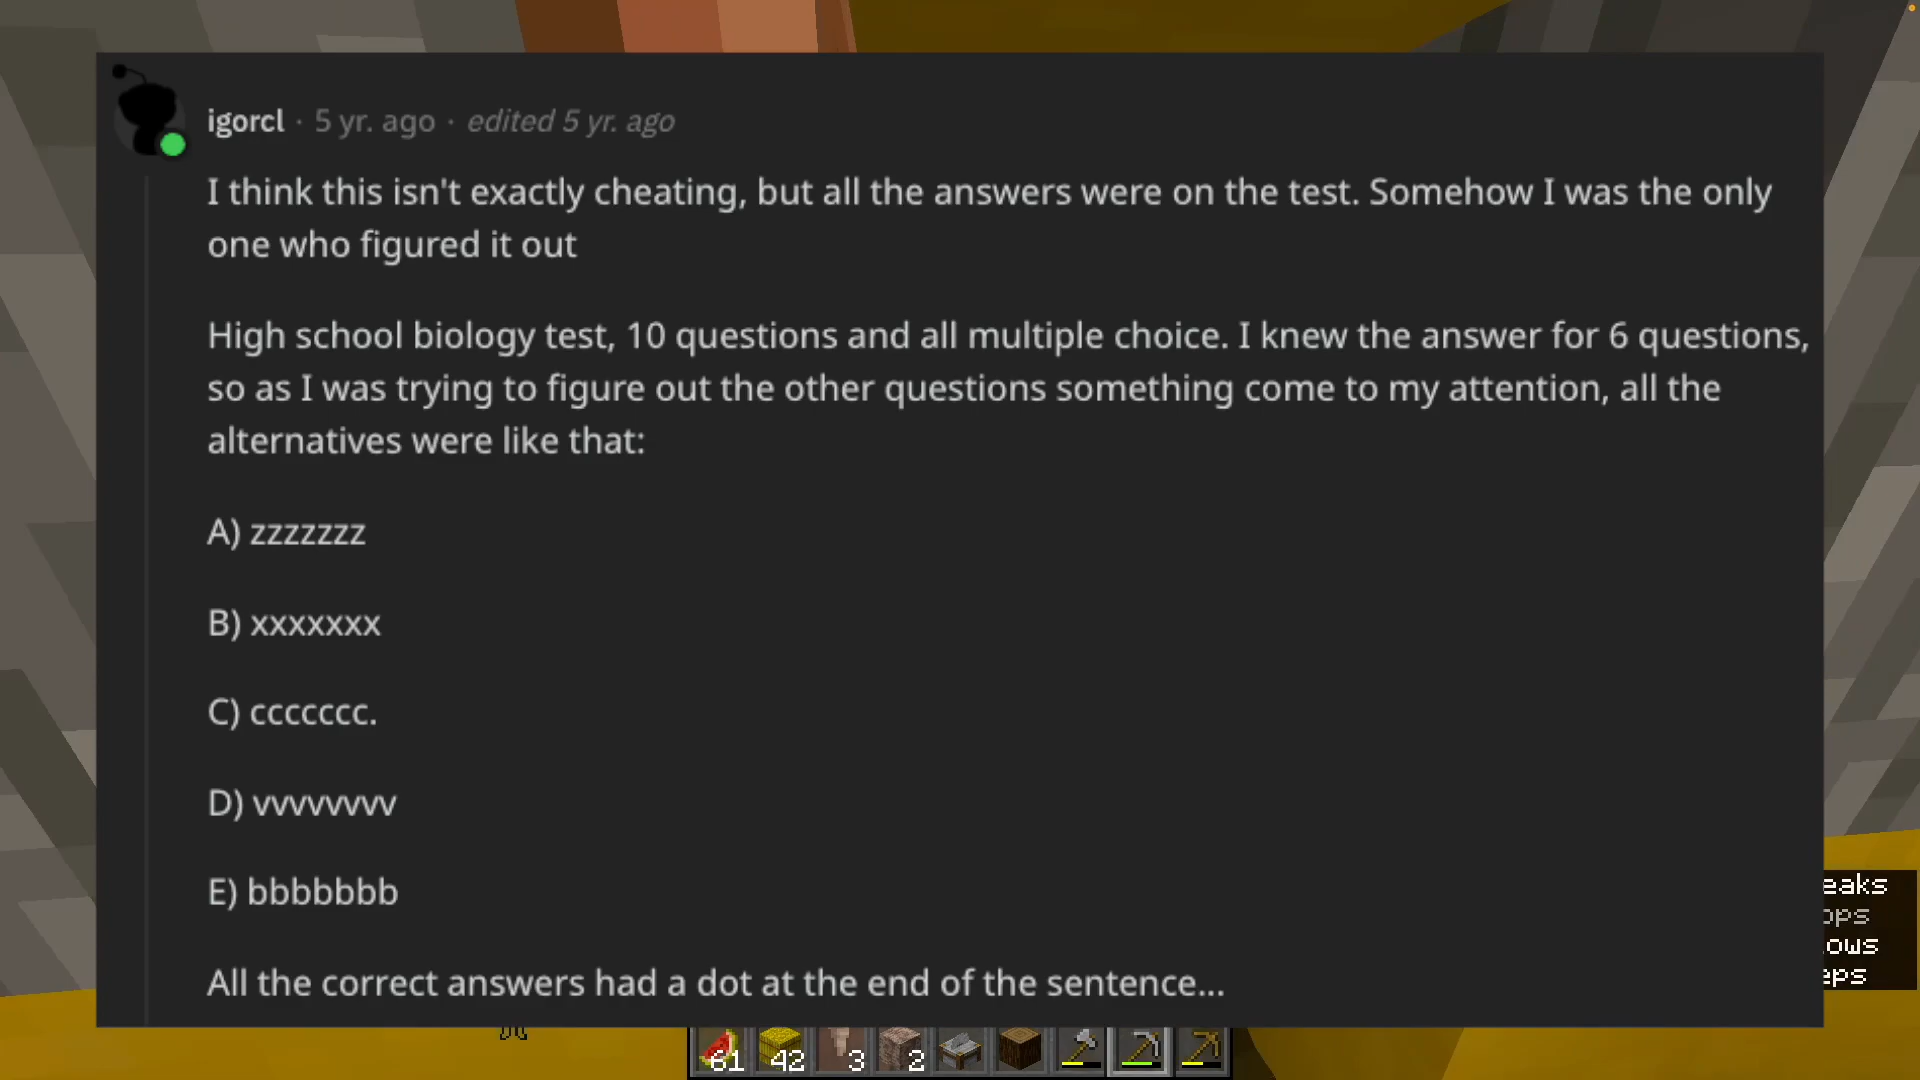 igorcl · 5 yr. ago · edited 5 yr. ago
I think this isn't exactly cheating, but all the answers were on the test. Somehow I was the only
one who figured it out
High school biology test, 10 questions and all multiple choice. I knew the answer for 6 questions,
so as I was trying to figure out the other questions something come to my attention, all the
alternatives were like that:
A) zzzzzzz
B) xxxxxxx
C) ccccccc.
D) vvvvvvvv
E) bbbbbbb
All the correct answers had a dot at the end of the sentence...
61 42 3 2